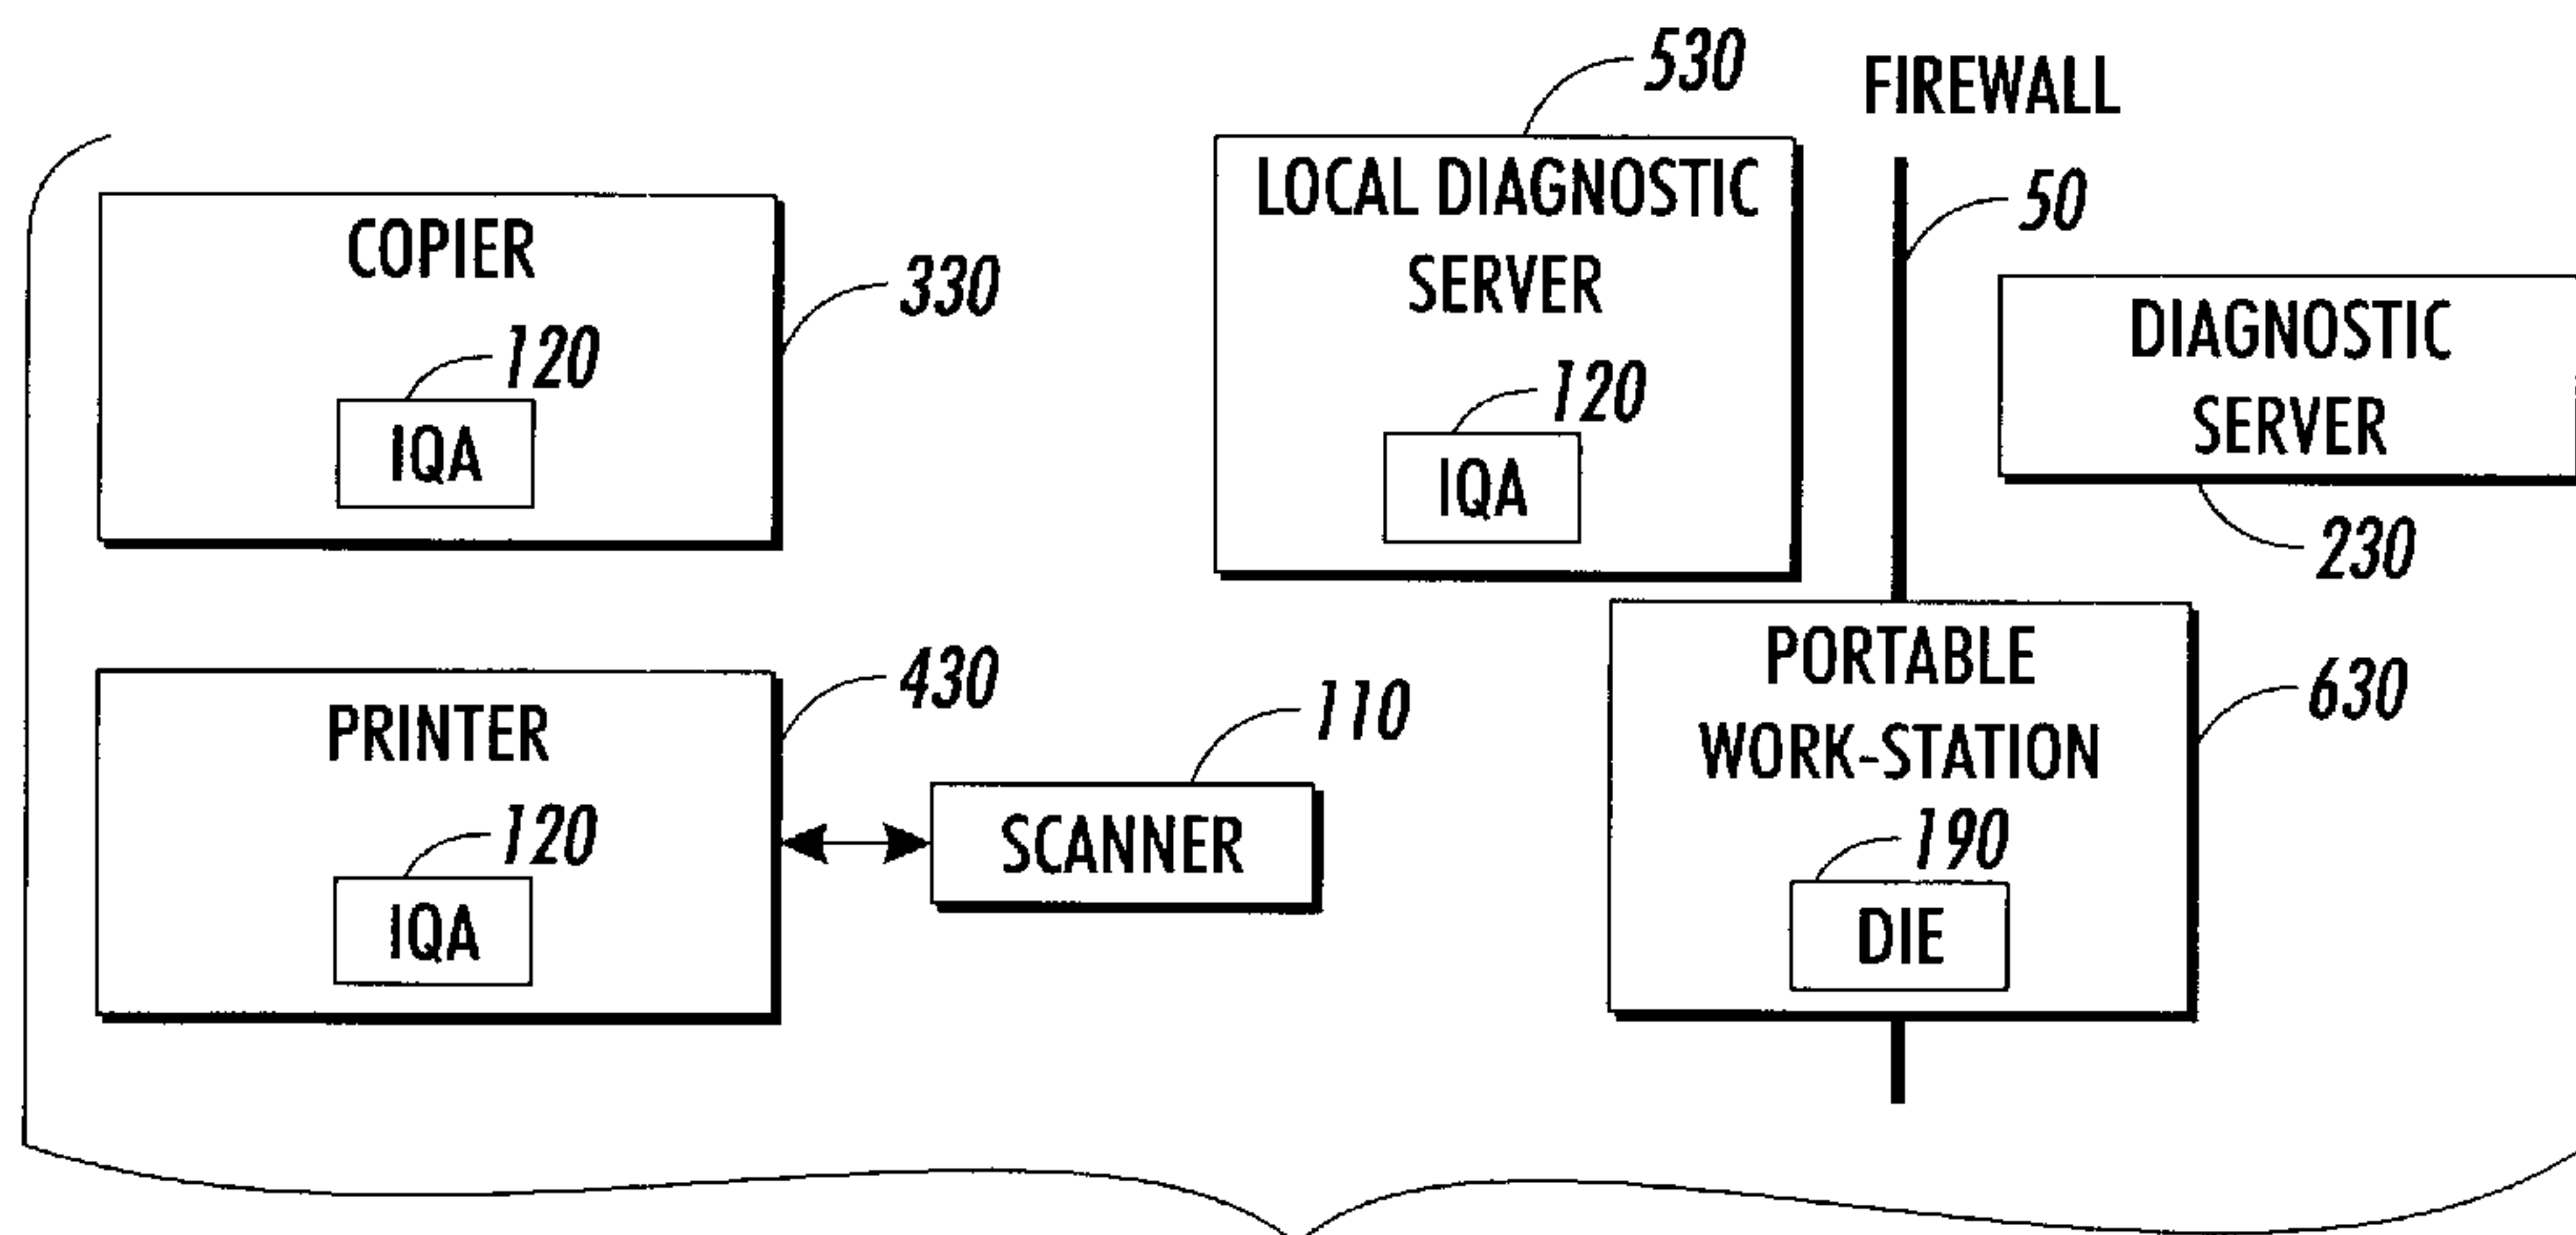 530
FIREWALL
LOCAL DIAGNOSTIC
SERVER
50
COPIER
330
120
IQA
120
IQA
DIAGNOSTIC
SERVER
230
PRINTER
430
120
IQA
110
SCANNER
PORTABLE
WORK-STATION
630
190
DIE